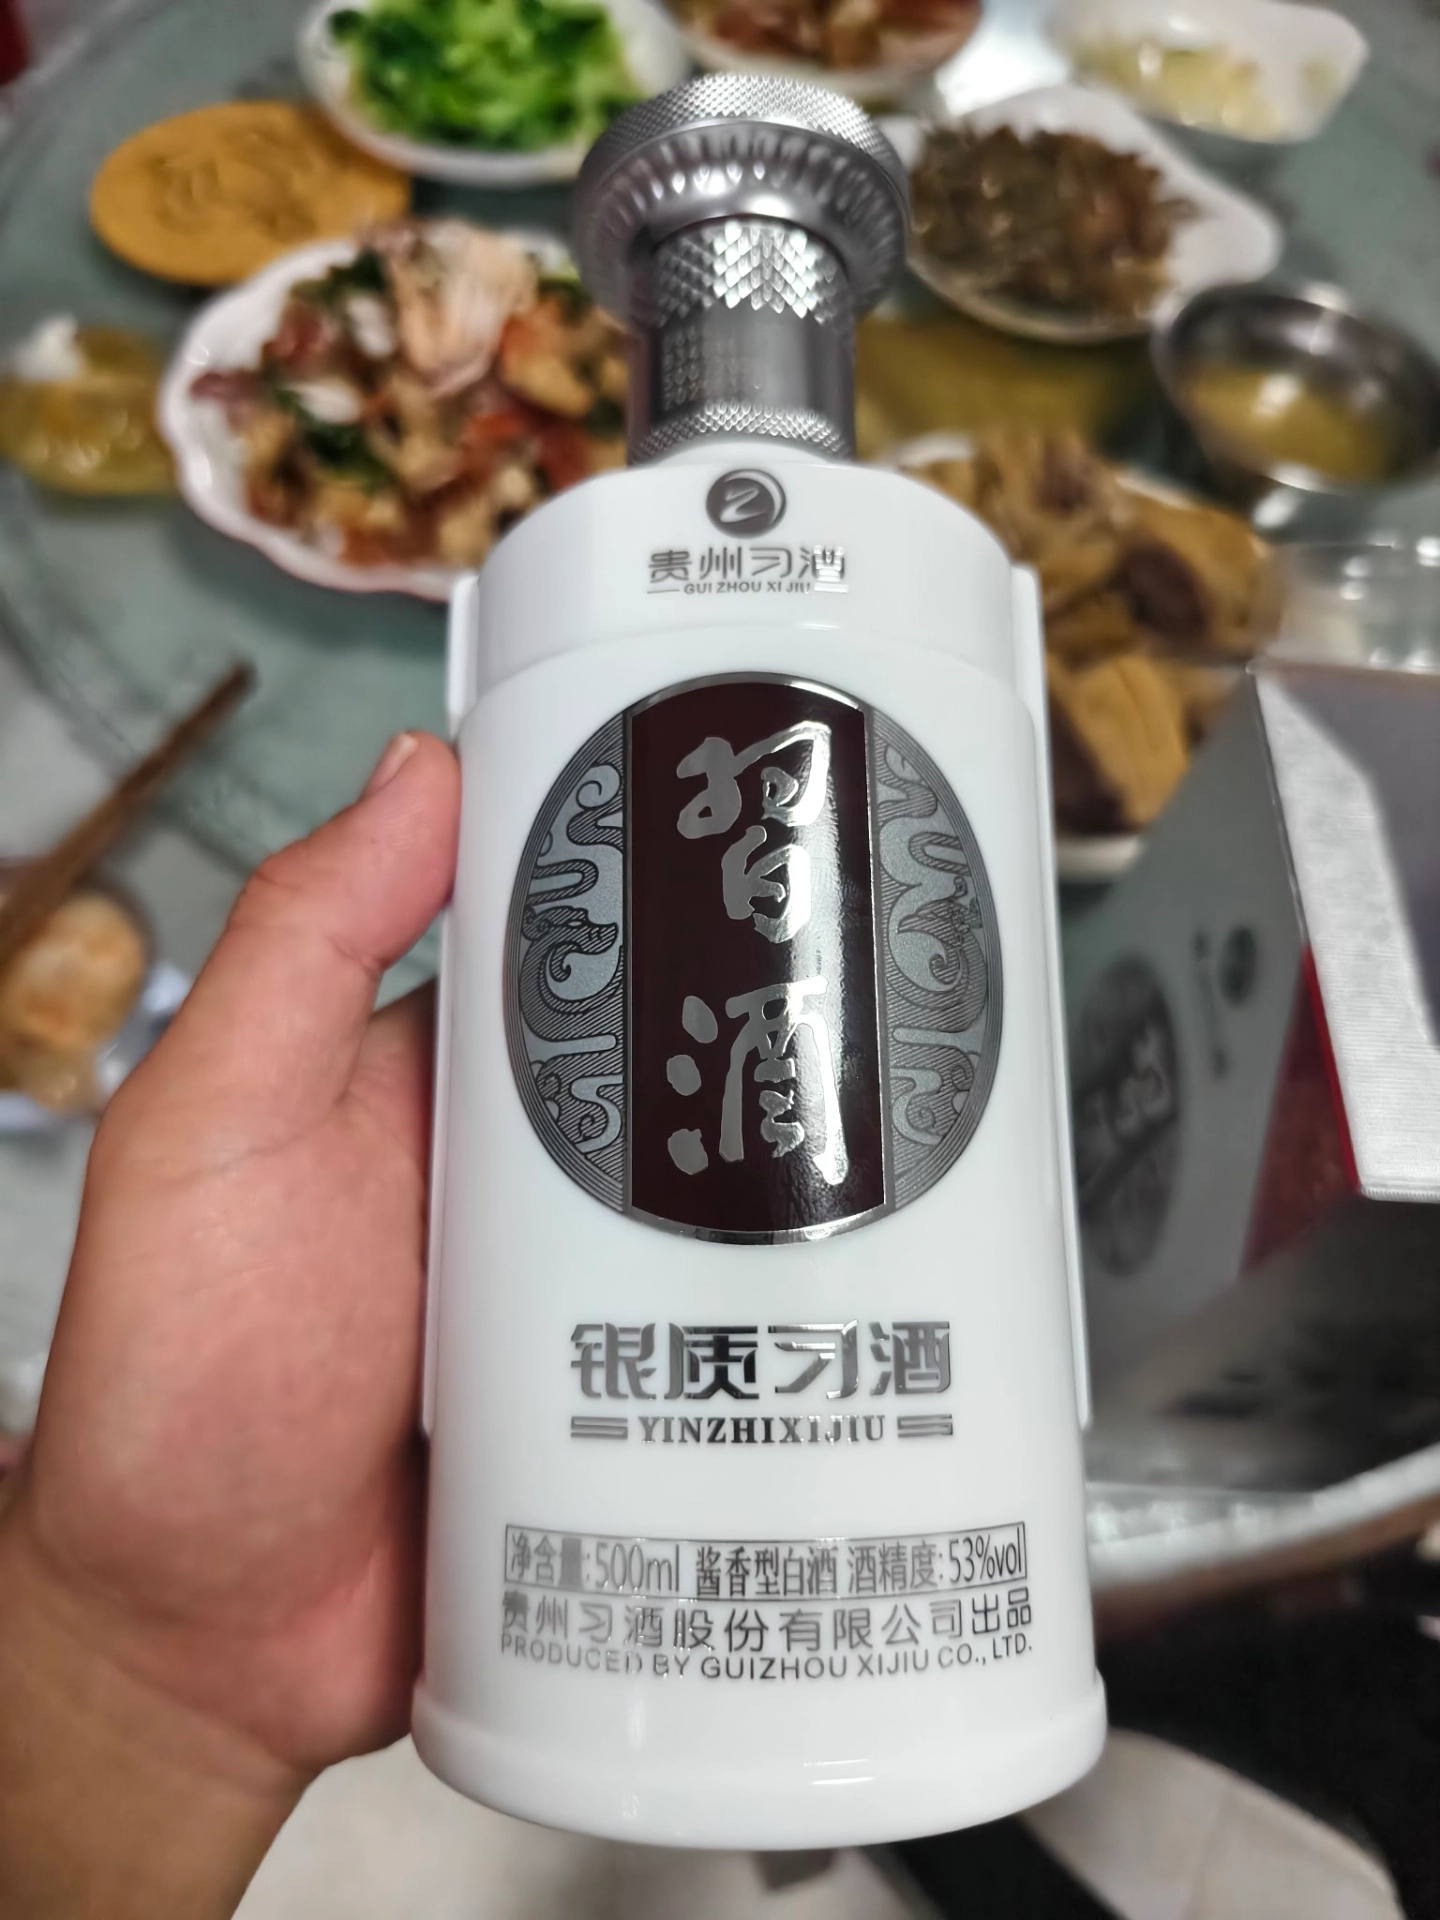 贵州习酒
GUI ZHOU XI JIU
習酒
银质习酒
YINZHIXIJIU
净含量:500ml 酱香型白酒 酒精度:53%vol
贵州习酒股份有限公司出品
PRODUCED BY GUIZHOU XIJIU CO., LTD.